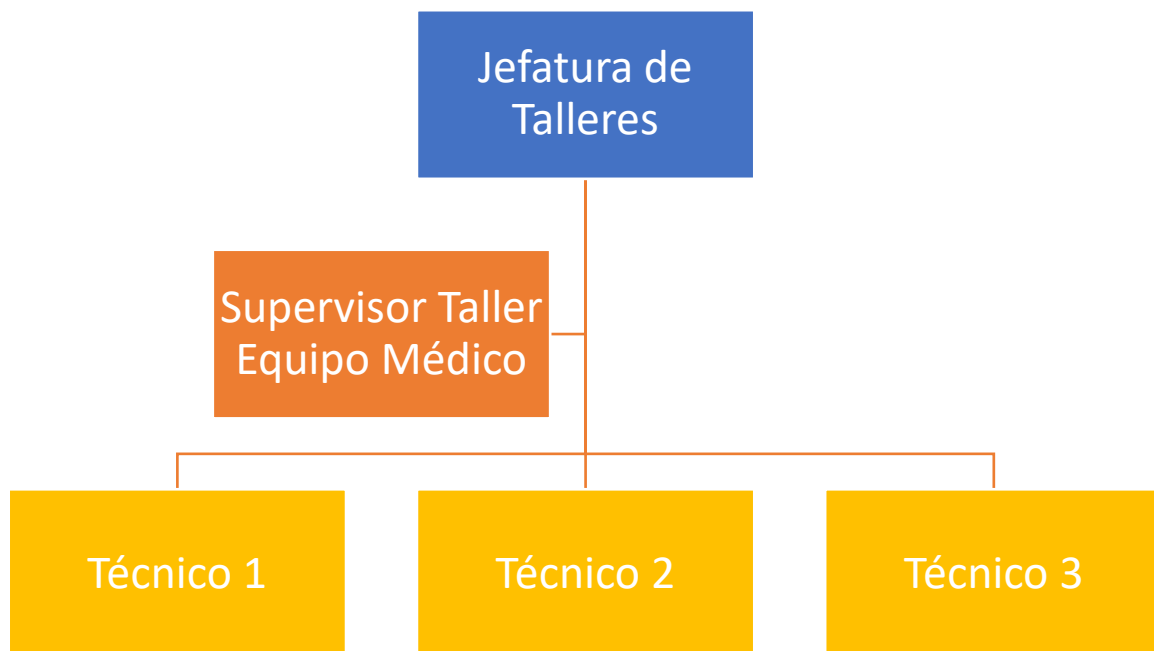 Jefatura de
Talleres
Supervisor Taller
Equipo Médico
Técnico 1
Técnico 2
Técnico 3